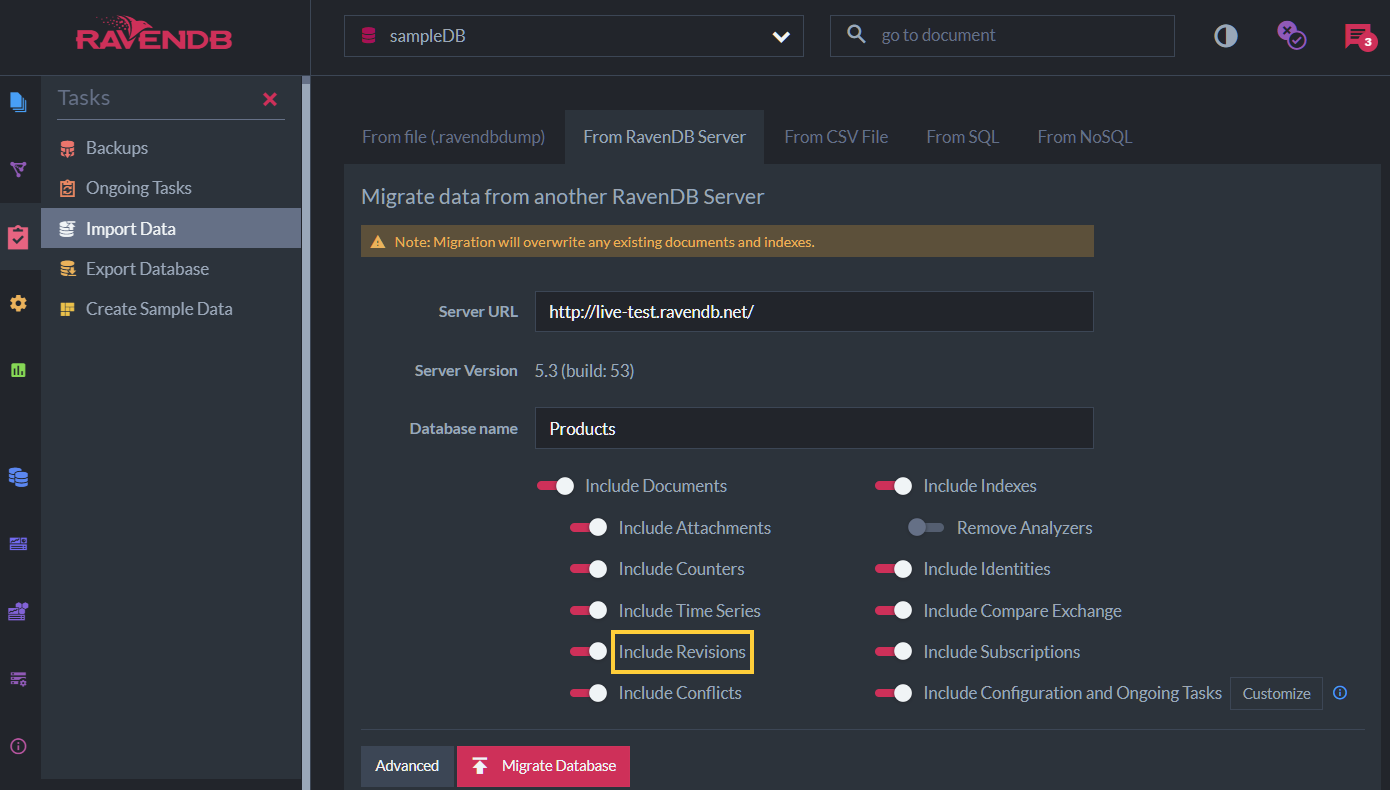 RAVENDB
sampleDB
go to document
3
Tasks
Backups
Ongoing Tasks
Import Data
Export Database
Create Sample Data
From file (.ravendbdump)
From RavenDB Server
From CSV File
From SQL
From NoSQL
Migrate data from another RavenDB Server
Note: Migration will overwrite any existing documents and indexes.
Server URL
http://live-test.ravendb.net/
Server Version
5.3 (build: 53)
Database name
Products
Include Documents
Include Indexes
Include Attachments
Remove Analyzers
Include Counters
Include Identities
Include Time Series
Include Compare Exchange
Include Revisions
Include Subscriptions
Include Conflicts
Include Configuration and Ongoing Tasks
Customize
Advanced
Migrate Database